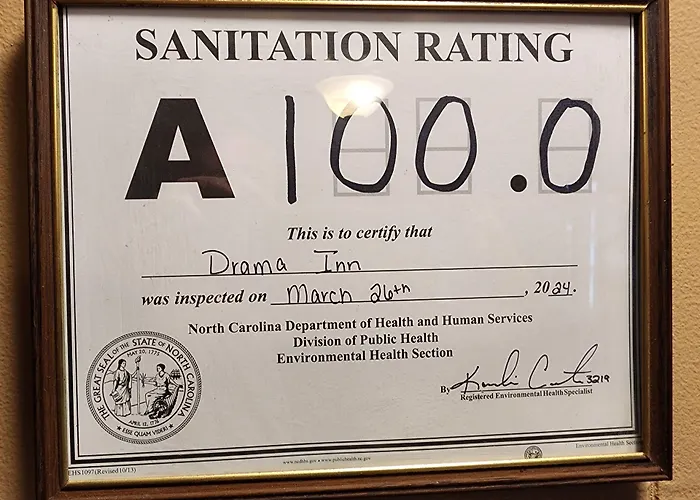 SANITATION RATING
A 100.0
This is to certify that
Drama Inn
was inspected on March 26th, 2024.
North Carolina Department of Health and Human Services
Division of Public Health
Environmental Health Section
THE GREAT SEAL OF THE STATE OF NORTH CAROLINA
MAY 20, 1775
APRIL 12, 1776
ESSE QUAM VIDERI
By 3219
Registered Environmental Health Specialist
EHS 1097 (Revised 10/13)
Environmental Health Section